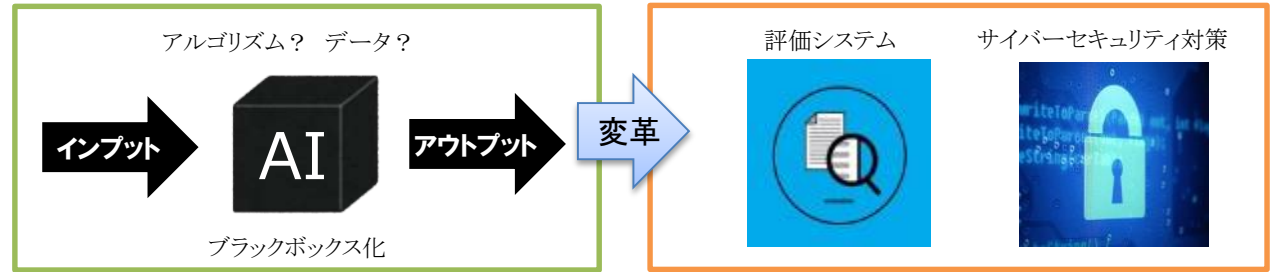 アルゴリズム？ データ？
インプット
AI
アウトプット
ブラックボックス化
変革
評価システム
サイバーセキュリティ対策